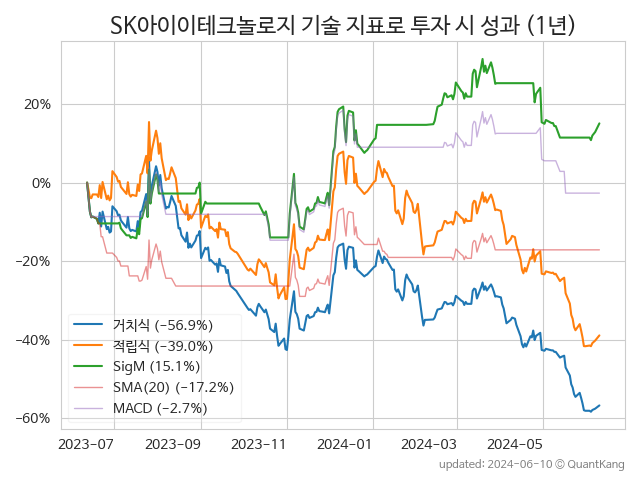 SK아이이테크놀로지 기술 지표로 투자 시 성과 (1년)
20%
0%
−20%
−40%
−60%
거치식 (−56.9%)
적립식 (−39.0%)
SigM (15.1%)
SMA(20) (−17.2%)
MACD (−2.7%)
2023-07 2023-09 2023-11 2024-01 2024-03 2024-05
updated: 2024-06-10 © QuantKang